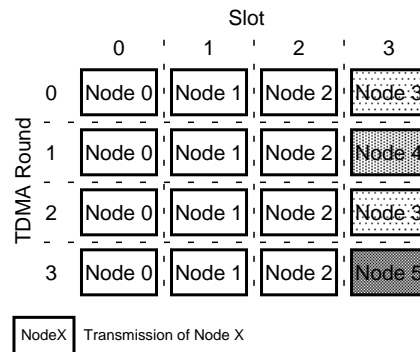 Slot
0 1 2 3
TDMA Round
0 Node 0 Node 1 Node 2 Node 3
1 Node 0 Node 1 Node 2 Node 4
2 Node 0 Node 1 Node 2 Node 3
3 Node 0 Node 1 Node 2 Node 5
NodeX Transmission of Node X